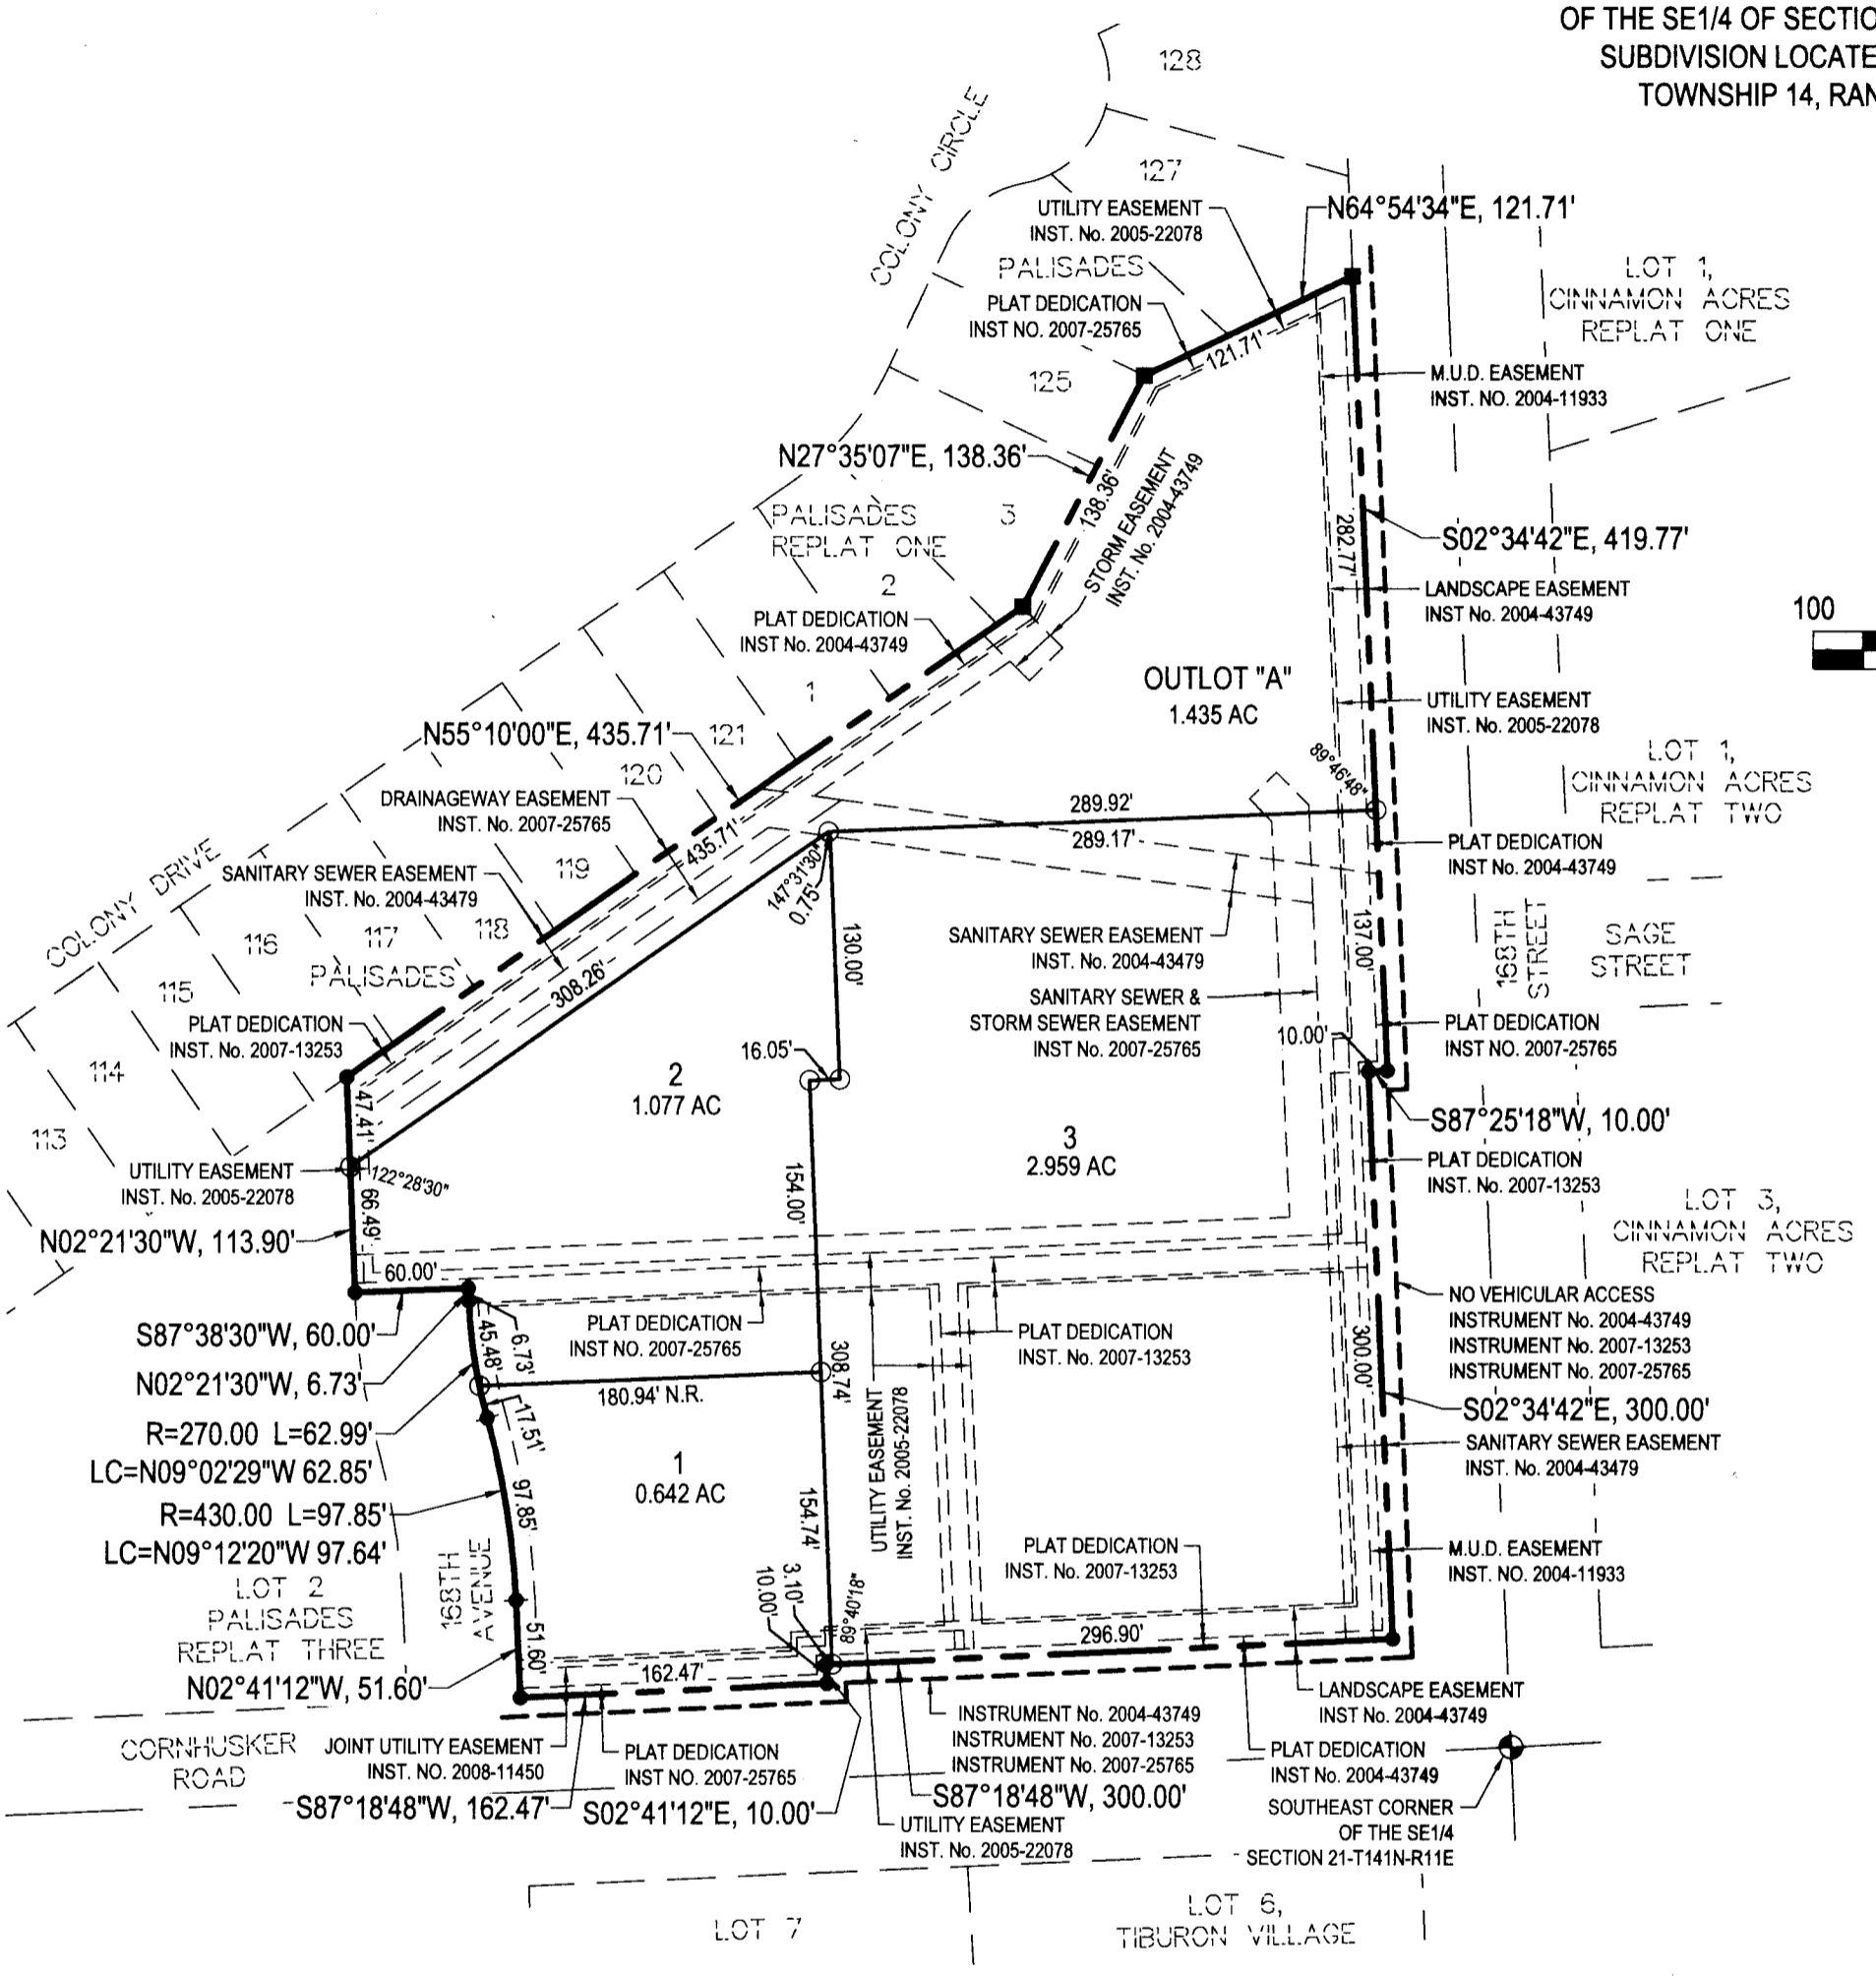 OF THE SE1/4 OF SECTIO
SUBDIVISION LOCATE
TOWNSHIP 14, RAN
128
COLONY CIRCLE
127
UTILITY EASEMENT
INST. No. 2005-22078
N64°54'34"E, 121.71'
PALISADES
PLAT DEDICATION
INST NO. 2007-25765
LOT 1,
CINNAMON ACRES
REPLAT ONE
121.71'
125
M.U.D. EASEMENT
INST. NO. 2004-11933
N27°35'07"E, 138.36'
138.36'
STORM EASEMENT
INST. No. 2004-43749
PALISADES
REPLAT ONE
3
2
282.77'
S02°34'42"E, 419.77'
LANDSCAPE EASEMENT
INST No. 2004-43749
100
PLAT DEDICATION
INST No. 2004-43749
OUTLOT "A"
1.435 AC
1
UTILITY EASEMENT
INST. No. 2005-22078
N55°10'00"E, 435.71'
121
120
89°46'48"
LOT 1,
CINNAMON ACRES
REPLAT TWO
DRAINAGEWAY EASEMENT
INST. No. 2007-25765
435.71'
289.92'
289.17'
PLAT DEDICATION
INST No. 2004-43749
COLONY DRIVE
SANITARY SEWER EASEMENT
INST. No. 2004-43479
119
147°31'30"
0.75'
118
117
116
115
114
113
PALISADES
308.26'
130.00'
SANITARY SEWER EASEMENT
INST. No. 2004-43479
137.00'
168TH
STREET
SAGE
STREET
SANITARY SEWER &
STORM SEWER EASEMENT
INST No. 2007-25765
PLAT DEDICATION
INST. No. 2007-13253
10.00'
PLAT DEDICATION
INST NO. 2007-25765
16.05'
2
1.077 AC
47.41'
S87°25'18"W, 10.00'
3
2.959 AC
PLAT DEDICATION
INST. No. 2007-13253
UTILITY EASEMENT
INST. No. 2005-22078
122°28'30"
66.49'
154.00'
LOT 3,
CINNAMON ACRES
REPLAT TWO
N02°21'30"W, 113.90'
60.00'
NO VEHICULAR ACCESS
INSTRUMENT No. 2004-43749
INSTRUMENT No. 2007-13253
INSTRUMENT No. 2007-25765
S87°38'30"W, 60.00'
PLAT DEDICATION
INST NO. 2007-25765
PLAT DEDICATION
INST. No. 2007-13253
6.73'
45.48'
N02°21'30"W, 6.73'
308.74'
300.00'
180.94' N.R.
S02°34'42"E, 300.00'
17.51'
R=270.00 L=62.99'
LC=N09°02'29"W 62.85'
UTILITY EASEMENT
INST. No. 2005-22078
SANITARY SEWER EASEMENT
INST. No. 2004-43479
1
0.642 AC
R=430.00 L=97.85'
LC=N09°12'20"W 97.64'
97.85'
154.74'
168TH
AVENUE
PLAT DEDICATION
INST. No. 2007-13253
M.U.D. EASEMENT
INST. NO. 2004-11933
LOT 2
PALISADES
REPLAT THREE
3.10'
10.00'
89°40'18"
51.60'
N02°41'12"W, 51.60'
162.47'
296.90'
LANDSCAPE EASEMENT
INST No. 2004-43749
CORNHUSKER
ROAD
JOINT UTILITY EASEMENT
INST. NO. 2008-11450
PLAT DEDICATION
INST NO. 2007-25765
INSTRUMENT No. 2004-43749
INSTRUMENT No. 2007-13253
INSTRUMENT No. 2007-25765
PLAT DEDICATION
INST No. 2004-43749
S87°18'48"W, 162.47'
S02°41'12"E, 10.00'
S87°18'48"W, 300.00'
UTILITY EASEMENT
INST. No. 2005-22078
SOUTHEAST CORNER
OF THE SE1/4
SECTION 21-T141N-R11E
LOT 7
LOT 6,
TIBURON VILLAGE